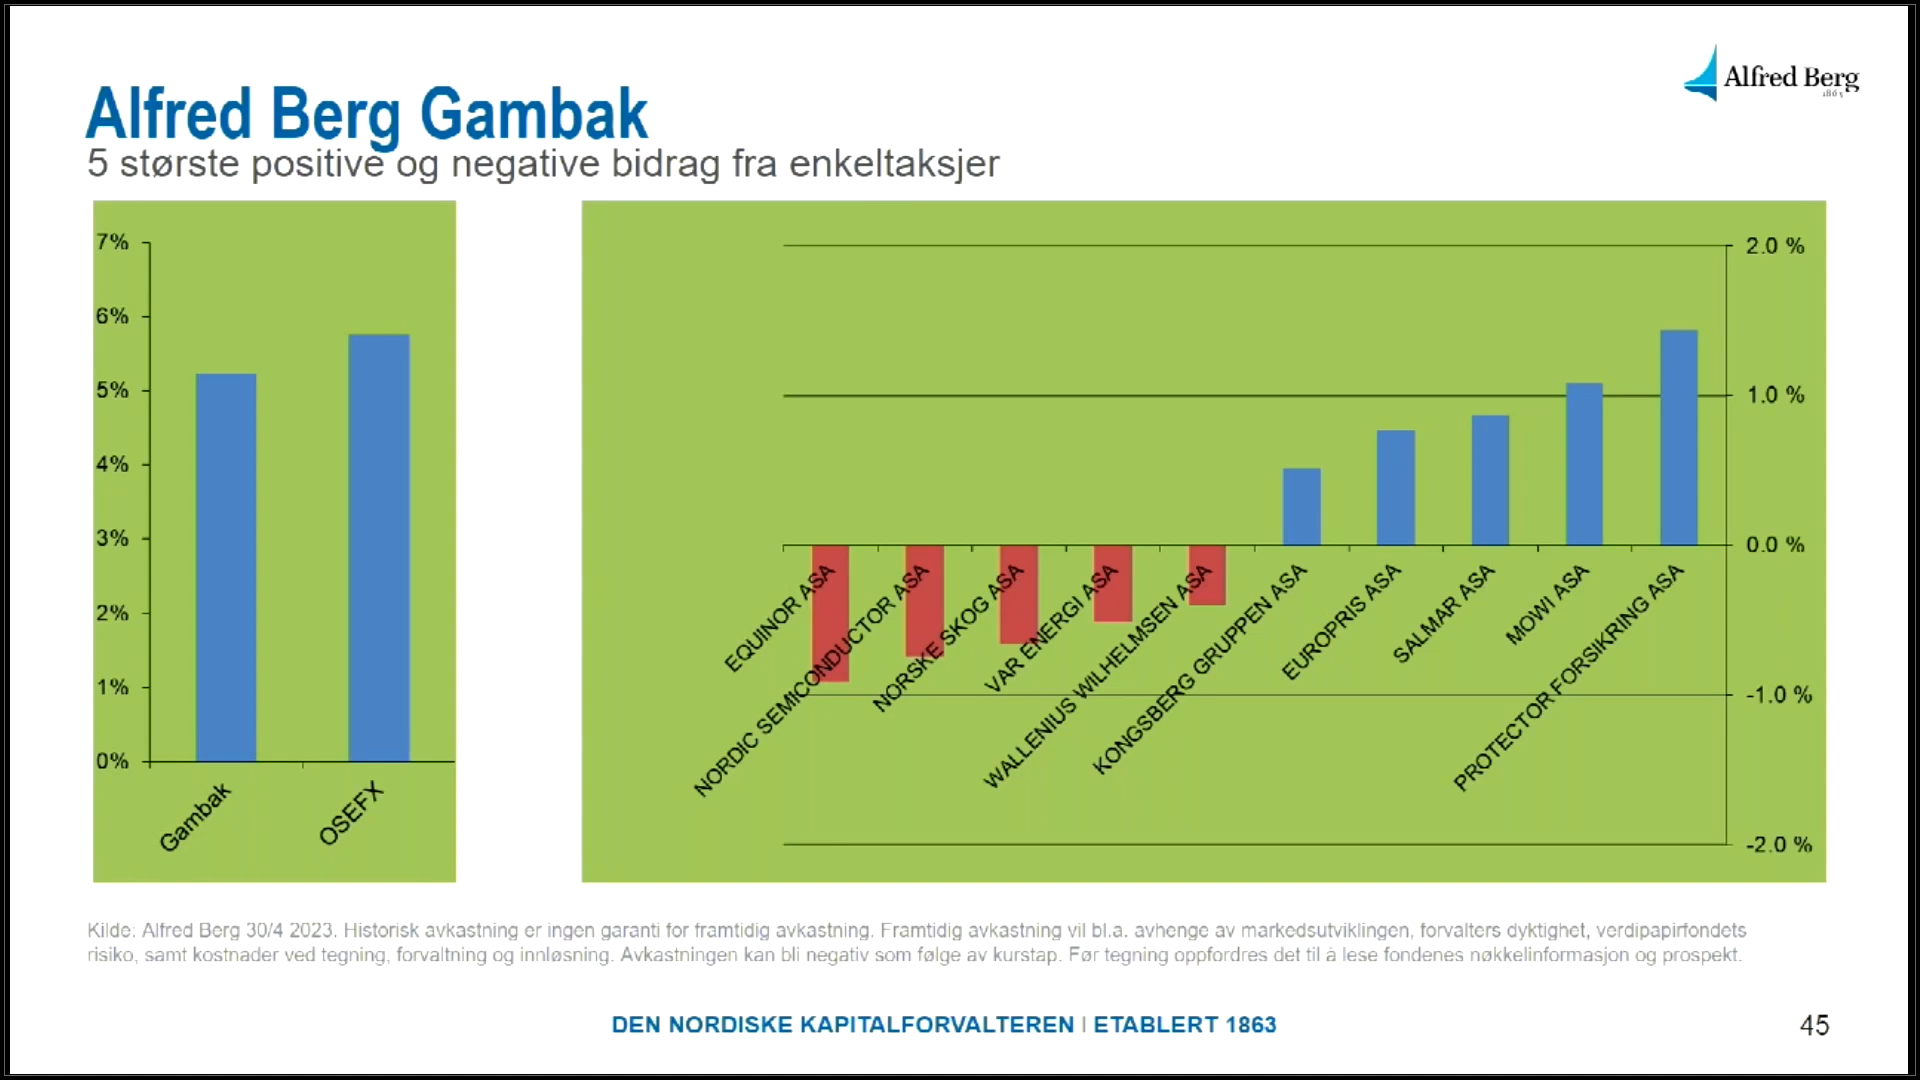 Alfred Berg
1863
Alfred Berg Gambak
5 største positive og negative bidrag fra enkeltaksjer
7%
6%
5%
4%
3%
2%
1%
0%
Gambak
OSEFX
2.0 %
1.0 %
0.0 %
-1.0 %
-2.0 %
EQUINOR ASA
NORDIC SEMICONDUCTOR ASA
NORSKE SKOG ASA
VAR ENERGI ASA
WALLENIUS WILHELMSEN ASA
KONGSBERG GRUPPEN ASA
EUROPRIS ASA
SALMAR ASA
MOWI ASA
PROTECTOR FORSIKRING ASA
Kilde: Alfred Berg 30/4 2023. Historisk avkastning er ingen garanti for framtidig avkastning. Framtidig avkastning vil bl.a. avhenge av markedsutviklingen, forvalters dyktighet, verdipapirfondets
risiko, samt kostnader ved tegning, forvaltning og innløsning. Avkastningen kan bli negativ som følge av kurstap. Før tegning oppfordres det til å lese fondenes nøkkelinformasjon og prospekt.
DEN NORDISKE KAPITALFORVALTEREN | ETABLERT 1863
45